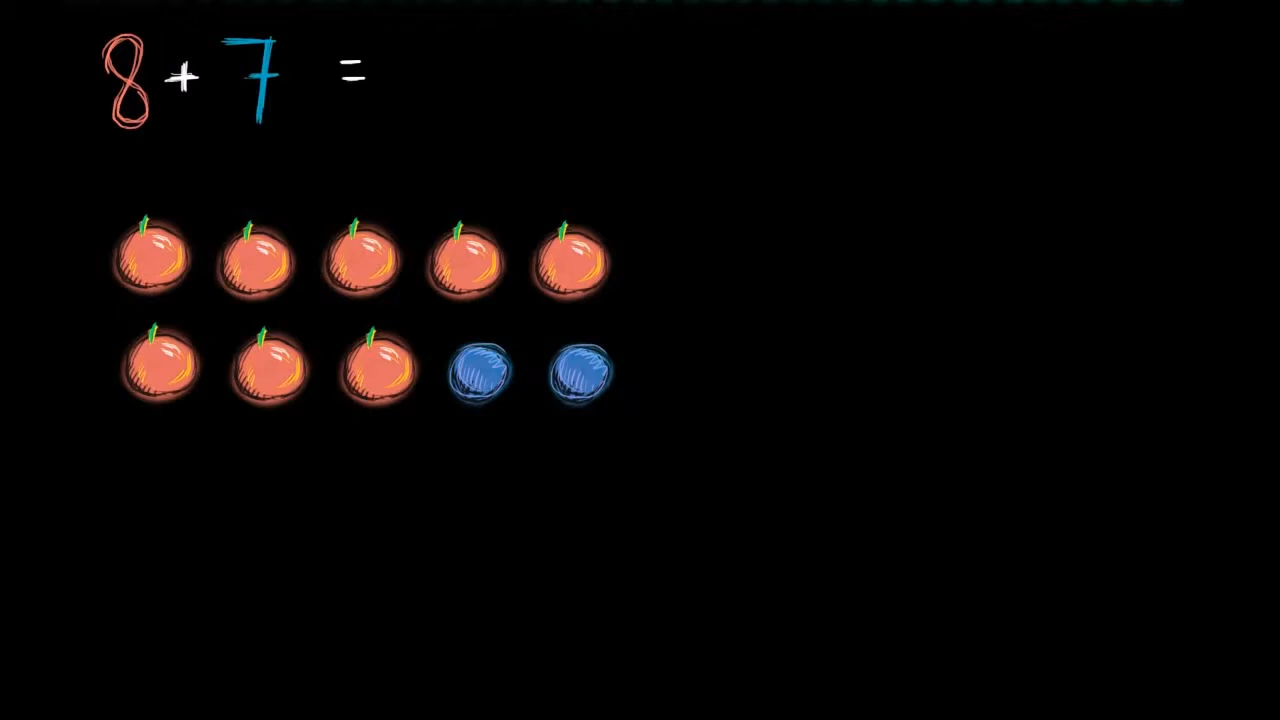 8 + 7 =